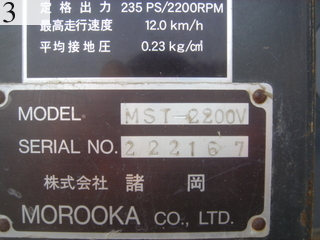 3
定格出力 235 PS/2200RPM
最高走行速度 12.0 km/h
平均接地圧 0.23 kg/c㎡
MODEL MST-2200V
SERIAL NO. 222167
株式会社 諸岡
MOROOKA CO., LTD.